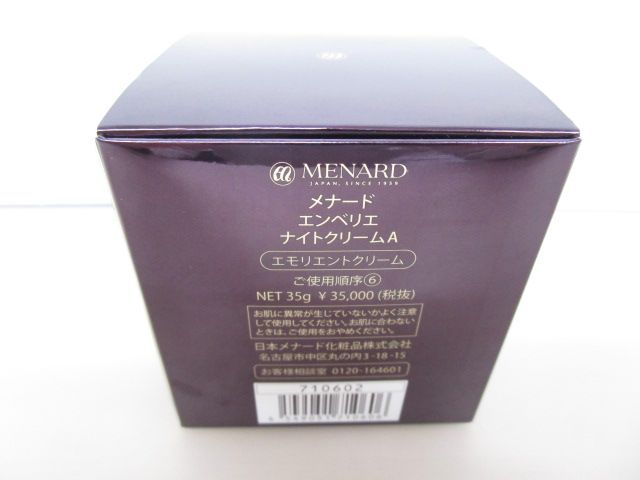 MENARD
JAPAN, SINCE 1959
メナード
エンベリエ
ナイトクリームA
エモリエントクリーム
ご使用順序⑥
NET 35g ¥35,000 (税抜)
お肌に異常が生じていないかよく注意
して使用してください。お肌に合わない
ときは、ご使用をおやめください。
日本メナード化粧品株式会社
名古屋市中区丸の内3-18-15
お客様相談室 0120-164601
710602